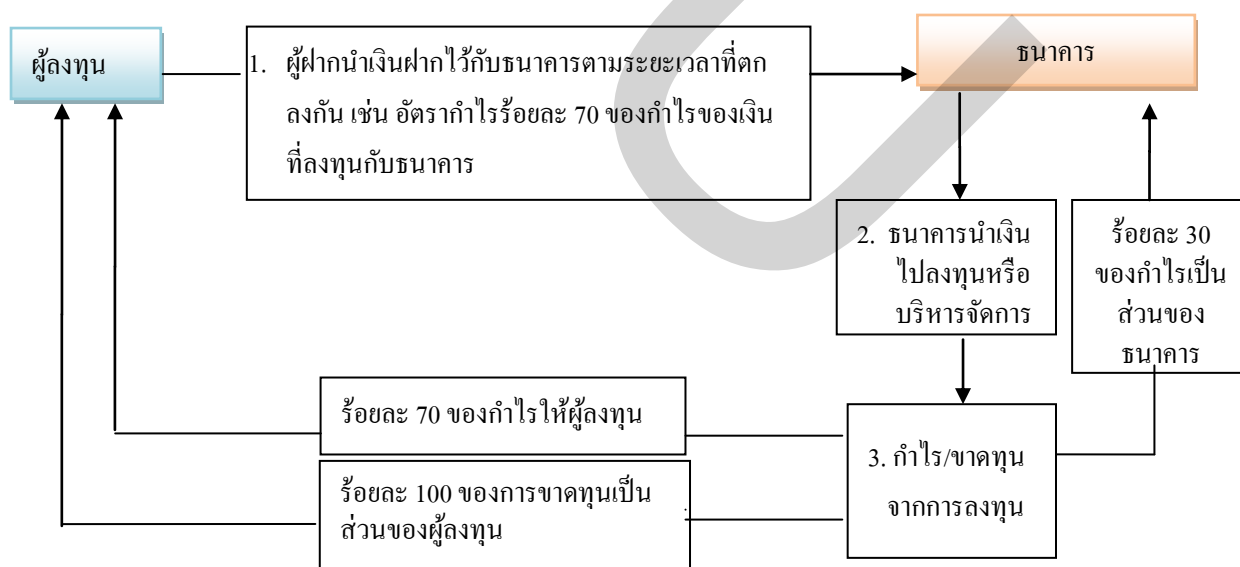 ผู้ลงทุน
1. ผู้ฝากนำเงินฝากไว้กับธนาคารตามระยะเวลาที่ตก
ลงกัน เช่น อัตรากำไรร้อยละ 70 ของกำไรของเงิน
ที่ลงทุนกับธนาคาร
ธนาคาร
2. ธนาคารนำเงิน
ไปลงทุนหรือ
บริหารจัดการ
ร้อยละ 30
ของกำไรเป็น
ส่วนของ
ธนาคาร
ร้อยละ 70 ของกำไรให้ผู้ลงทุน
ร้อยละ 100 ของการขาดทุนเป็น
ส่วนของผู้ลงทุน
3. กำไร/ขาดทุน
จากการลงทุน